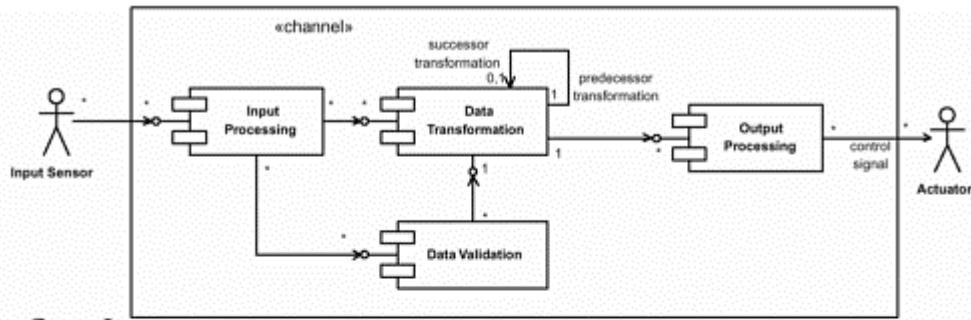 «channel»
successor
transformation
0,1
1
predecessor
transformation
*
*
Input
Processing
*
*
Data
Transformation
Output
Processing
*
*
Input Sensor
*
1
1
*
control
signal
Actuator
*
*
Data Validation